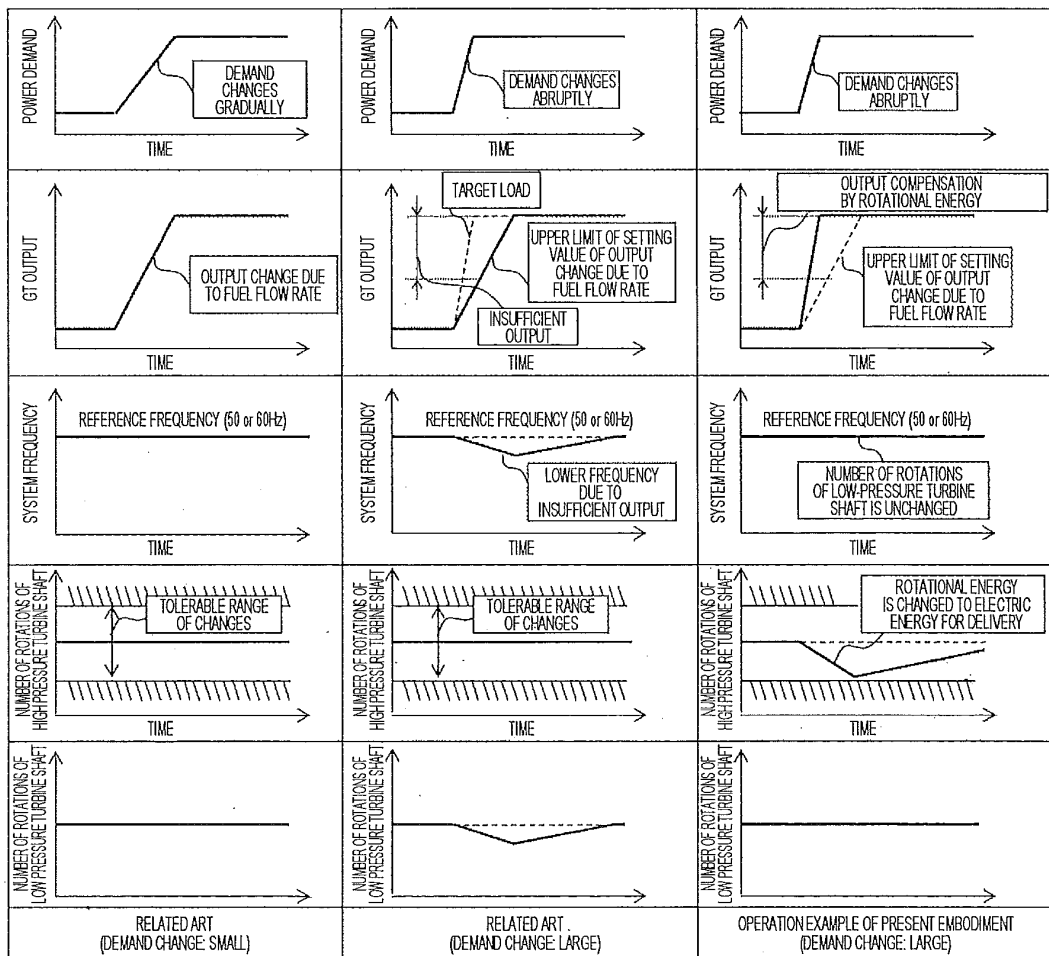 POWER DEMAND
DEMAND
CHANGES
GRADUALLY
TIME
POWER DEMAND
DEMAND CHANGES
ABRUPTLY
TIME
POWER DEMAND
DEMAND CHANGES
ABRUPTLY
TIME
GT OUTPUT
OUTPUT CHANGE DUE
TO FUEL FLOW RATE
TIME
GT OUTPUT
TARGET LOAD
UPPER LIMIT OF SETTING
VALUE OF OUTPUT
CHANGE DUE TO
FUEL FLOW RATE
INSUFFICIENT
OUTPUT
TIME
GT OUTPUT
OUTPUT COMPENSATION
BY ROTATIONAL ENERGY
UPPER LIMIT OF SETTING
VALUE OF OUTPUT
CHANGE DUE TO
FUEL FLOW RATE
TIME
SYSTEM FREQUENCY
REFERENCE FREQUENCY (50 or 60Hz)
TIME
SYSTEM FREQUENCY
REFERENCE FREQUENCY (50 or 60Hz)
LOWER FREQUENCY
DUE TO
INSUFFICIENT OUTPUT
TIME
SYSTEM FREQUENCY
REFERENCE FREQUENCY (50 or 60Hz)
NUMBER OF ROTATIONS
OF LOW-PRESSURE TURBINE
SHAFT IS UNCHANGED
TIME
NUMBER OF ROTATIONS OF
HIGH PRESSURE TURBINE SHAFT
TOLERABLE RANGE
OF CHANGES
TIME
NUMBER OF ROTATIONS OF
HIGH PRESSURE TURBINE SHAFT
TOLERABLE RANGE
OF CHANGES
TIME
NUMBER OF ROTATIONS OF
HIGH PRESSURE TURBINE SHAFT
ROTATIONAL ENERGY
IS CHANGED TO ELECTRIC
ENERGY FOR DELIVERY
TIME
NUMBER OF ROTATIONS OF
LOW PRESSURE TURBINE SHAFT
NUMBER OF ROTATIONS OF
LOW PRESSURE TURBINE SHAFT
NUMBER OF ROTATIONS OF
LOW PRESSURE TURBINE SHAFT
RELATED ART
(DEMAND CHANGE: SMALL)
RELATED ART
(DEMAND CHANGE: LARGE)
OPERATION EXAMPLE OF PRESENT EMBODIMENT
(DEMAND CHANGE: LARGE)